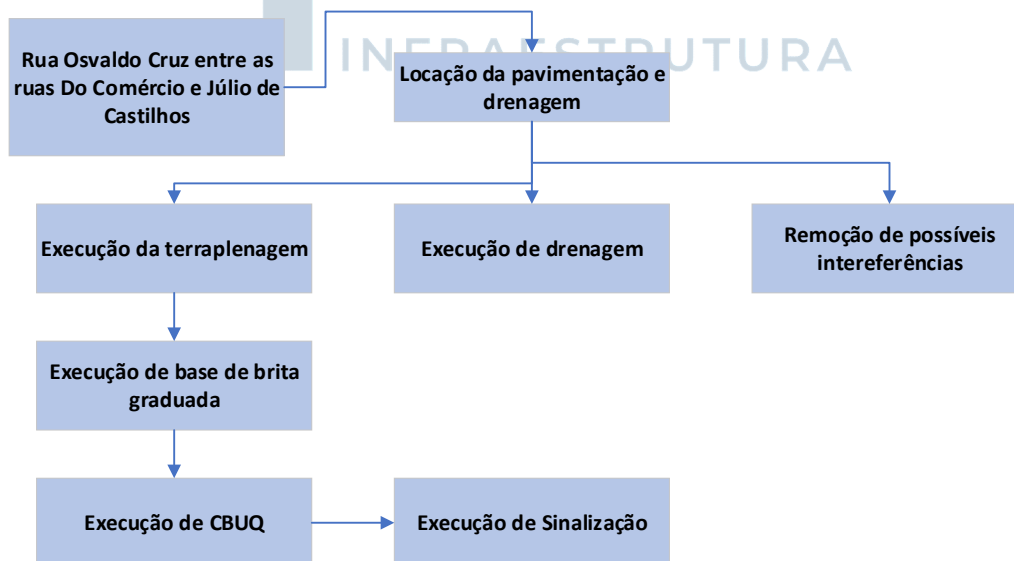 INFRAESTRUTURA
Rua Osvaldo Cruz entre as
ruas Do Comércio e Júlio de
Castilhos
Locação da pavimentação e
drenagem
Execução da terraplenagem
Execução de drenagem
Remoção de possíveis
intereferências
Execução de base de brita
graduada
Execução de CBUQ
Execução de Sinalização